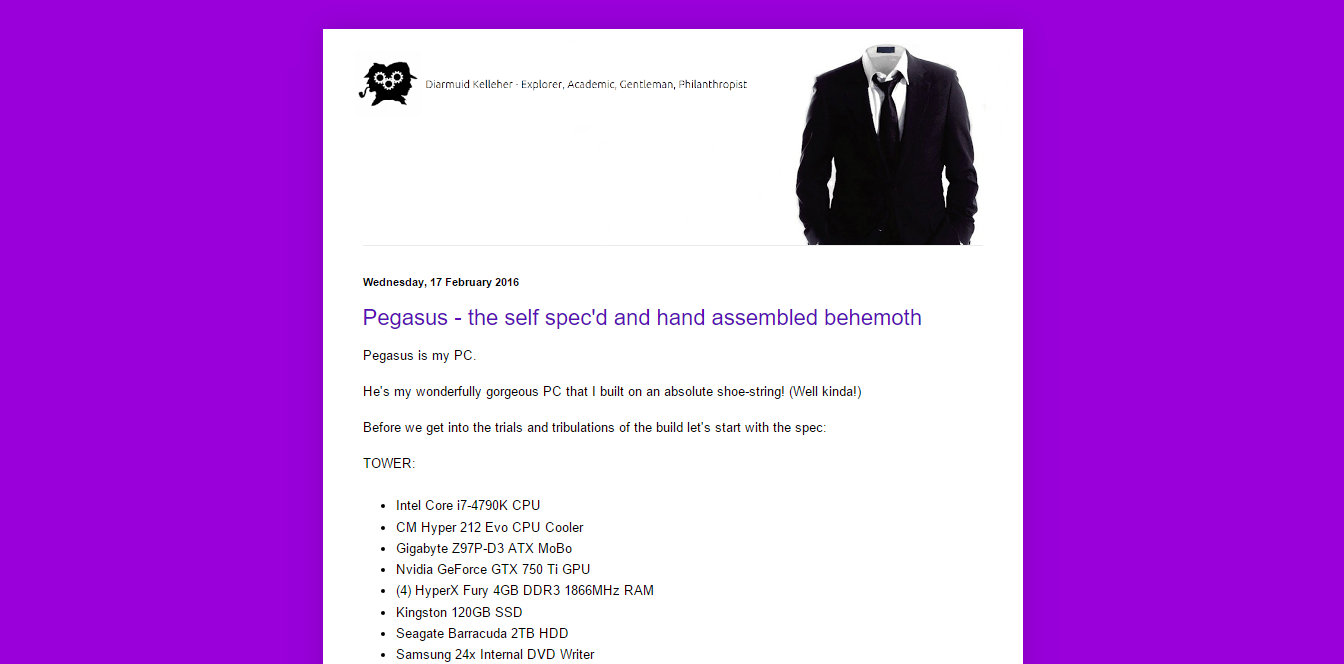 Diarmuid Kelleher - Explorer, Academic, Gentleman, Philanthropist
Wednesday, 17 February 2016
Pegasus - the self spec'd and hand assembled behemoth
Pegasus is my PC.
He's my wonderfully gorgeous PC that I built on an absolute shoe-string! (Well kinda!)
Before we get into the trials and tribulations of the build let's start with the spec:
TOWER:
Intel Core i7-4790K CPU
CM Hyper 212 Evo CPU Cooler
Gigabyte Z97P-D3 ATX MoBo
Nvidia GeForce GTX 750 Ti GPU
(4) HyperX Fury 4GB DDR3 1866MHz RAM
Kingston 120GB SSD
Seagate Barracuda 2TB HDD
Samsung 24x Internal DVD Writer